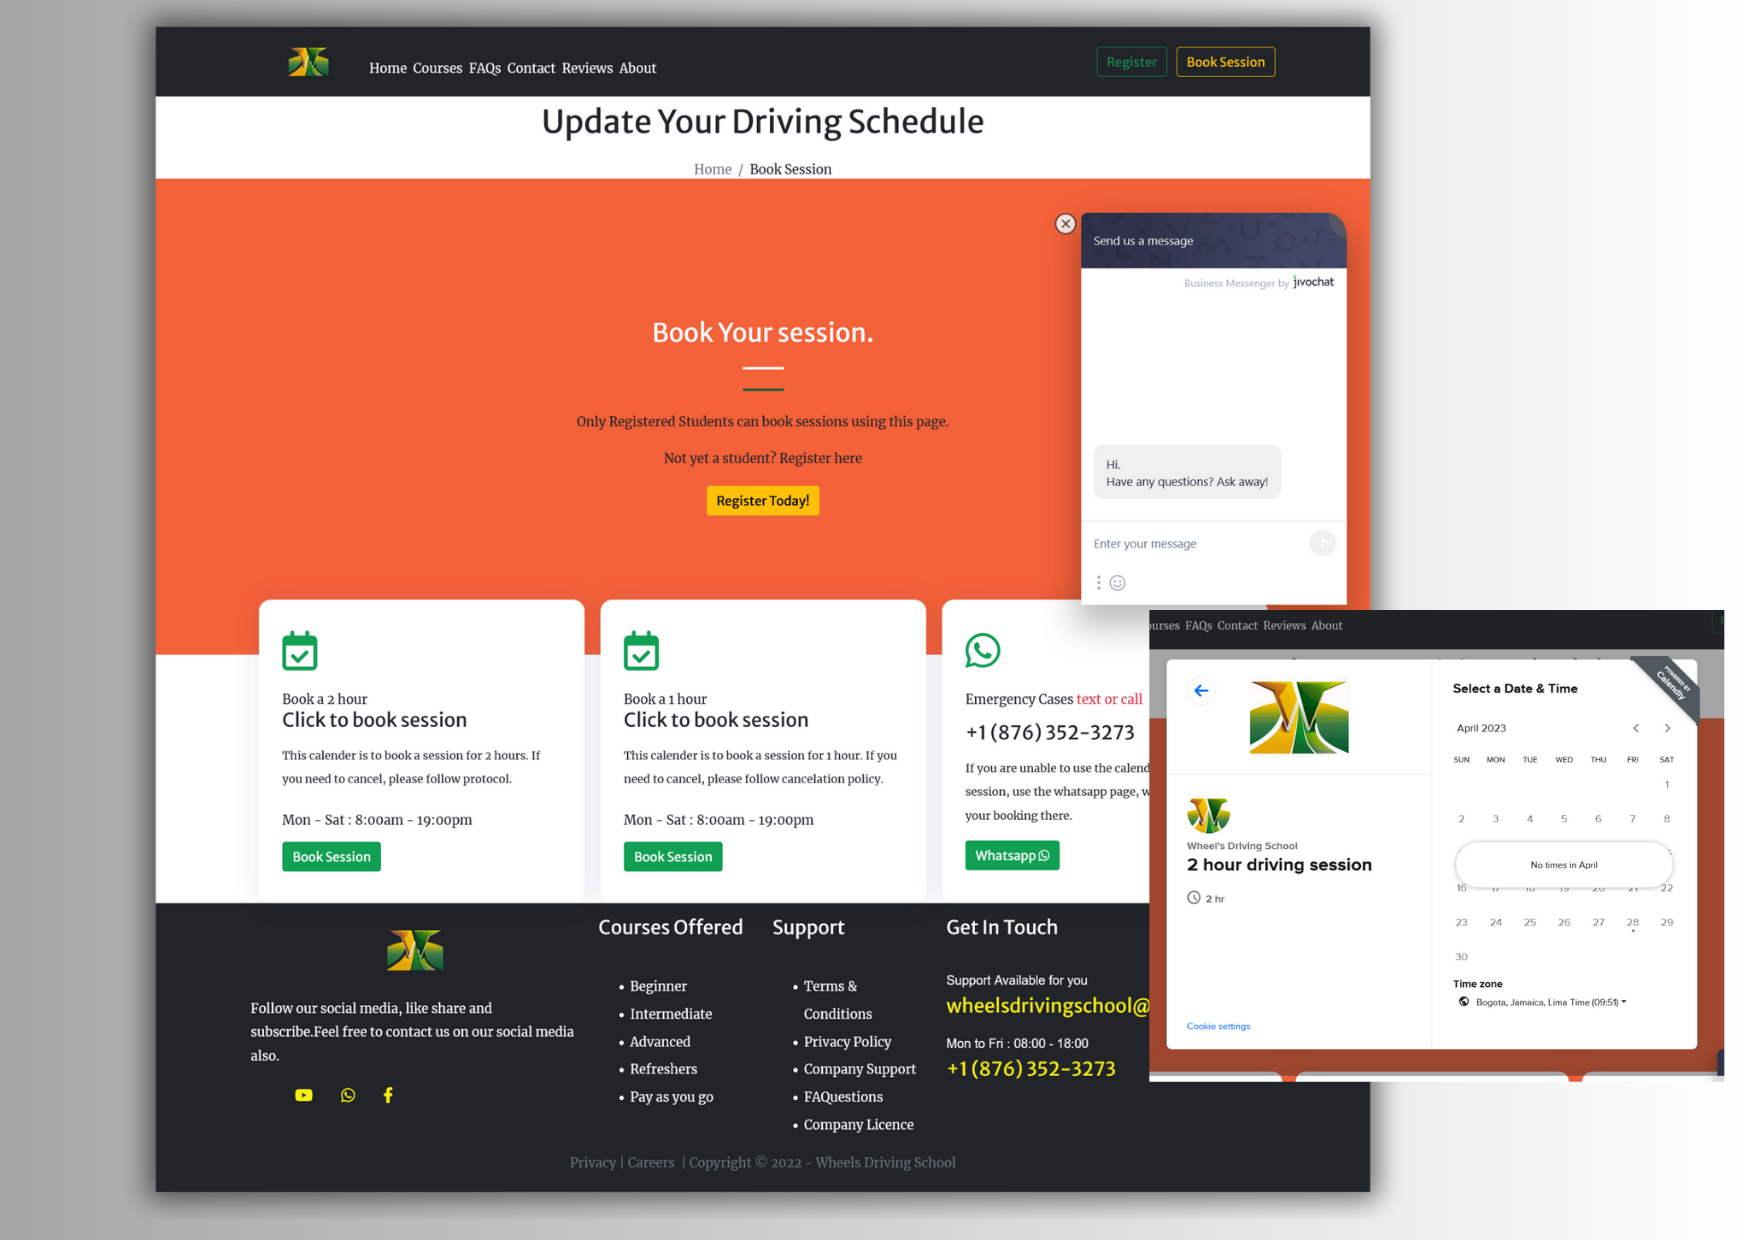 Home Courses FAQs Contact Reviews About
Register
Book Session
Update Your Driving Schedule
Home / Book Session
Book Your session.
Only Registered Students can book sessions using this page.
Not yet a student? Register here
Register Today!
Send us a message
Business Messenger by jivochat
Hi.
Have any questions? Ask away!
Enter your message
Book a 2 hour
Click to book session
This calender is to book a session for 2 hours. If
you need to cancel, please follow protocol.
Mon - Sat : 8:00am - 19:00pm
Book Session
Book a 1 hour
Click to book session
This calender is to book a session for 1 hour. If you
need to cancel, please follow cancelation policy.
Mon - Sat : 8:00am - 19:00pm
Book Session
Emergency Cases text or call
+1 (876) 352-3273
If you are unable to use the calend
session, use the whatsapp page, w
your booking there.
Whatsapp
Follow our social media, like share and
subscribe.Feel free to contact us on our social media
also.
Courses Offered
Beginner
Intermediate
Advanced
Refreshers
Pay as you go
Support
Terms &
Conditions
Privacy Policy
Company Support
FAQuestions
Company Licence
Get In Touch
Support Available for you
wheelsdrivingschool@
Mon to Fri : 08:00 - 18:00
+1 (876) 352-3273
Privacy | Careers | Copyright © 2022 - Wheels Driving School
urses FAQs Contact Reviews About
Wheel's Driving School
2 hour driving session
2 hr
Cookie settings
POWERED BY
Calendly
Select a Date & Time
April 2023
SUN MON TUE WED THU FRI SAT
1
2 3 4 5 6 7 8
No times in April
16 17 18 19 20 21 22
23 24 25 26 27 28 29
30
Time zone
Bogota, Jamaica, Lima Time (09:51)